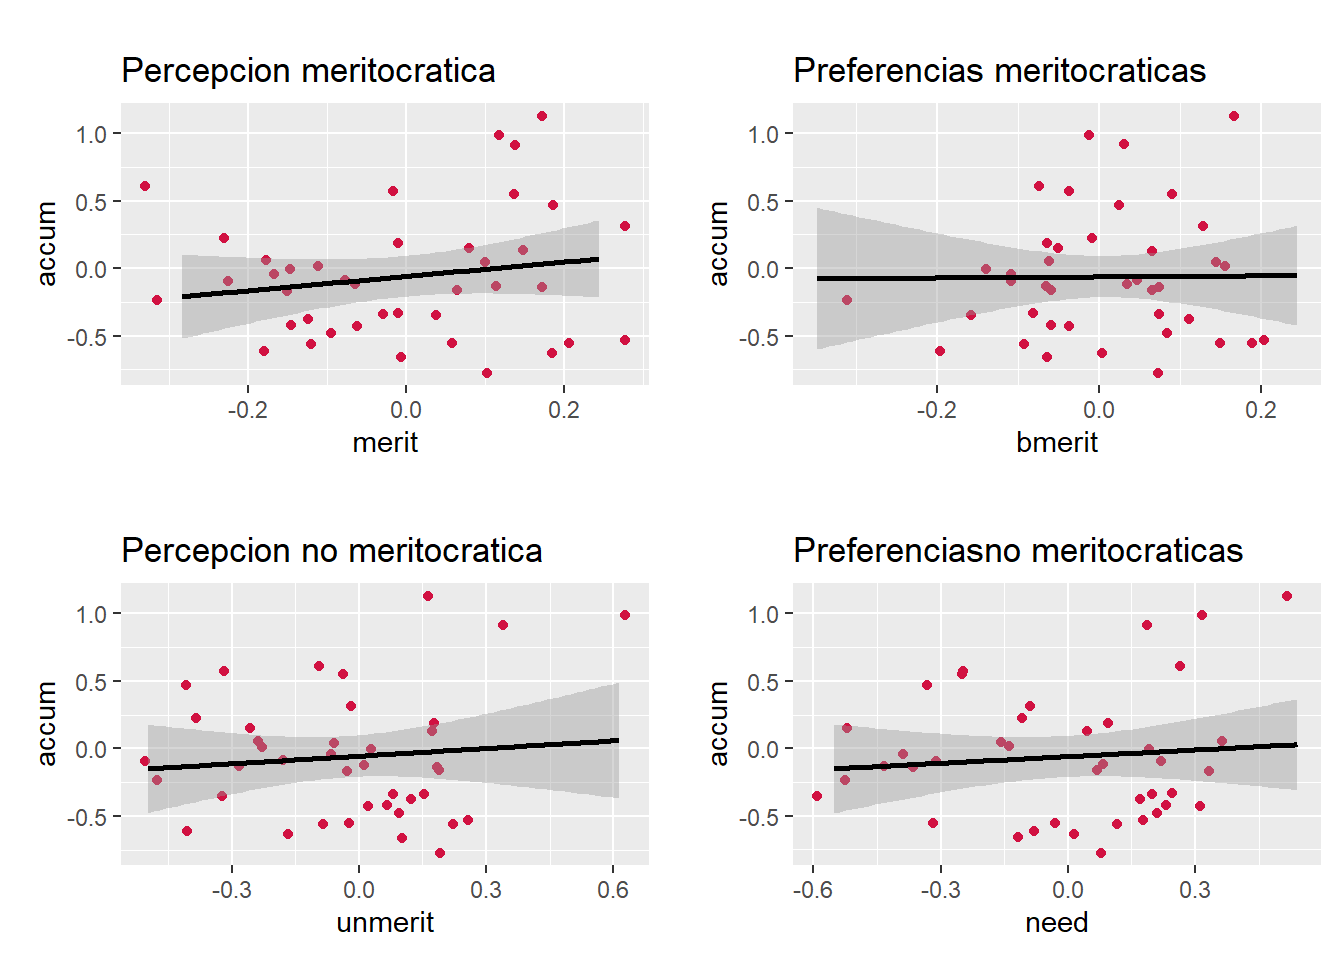 Percepcion meritocratica
accum
1.0
0.5
0.0
-0.5
-0.2 0.0 0.2
merit
Preferencias meritocraticas
accum
1.0
0.5
0.0
-0.5
-0.2 0.0 0.2
bmerit
Percepcion no meritocratica
accum
1.0
0.5
0.0
-0.5
-0.3 0.0 0.3 0.6
unmerit
Preferenciasno meritocraticas
accum
1.0
0.5
0.0
-0.5
-0.6 -0.3 0.0 0.3
need